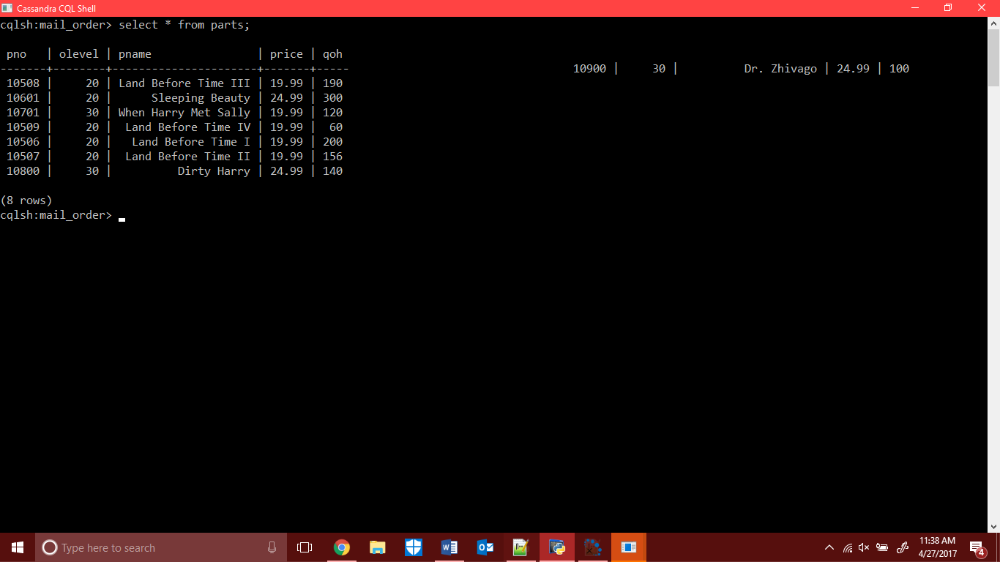 Cassandra CQL Shell
cqlsh:mail_order> select * from parts;
 pno   | olevel | pname                | price | qoh
-------+--------+----------------------+-------+-----                                  10900 |     30 |          Dr. Zhivago | 24.99 | 100
 10508 |     20 | Land Before Time III | 19.99 | 190
 10601 |     20 |      Sleeping Beauty | 24.99 | 300
 10701 |     30 | When Harry Met Sally | 19.99 | 120
 10509 |     20 |  Land Before Time IV | 19.99 |  60
 10506 |     20 |   Land Before Time I | 19.99 | 200
 10507 |     20 |  Land Before Time II | 19.99 | 156
 10800 |     30 |          Dirty Harry | 24.99 | 140
(8 rows)
cqlsh:mail_order>
Type here to search
11:38 AM
4/27/2017
4